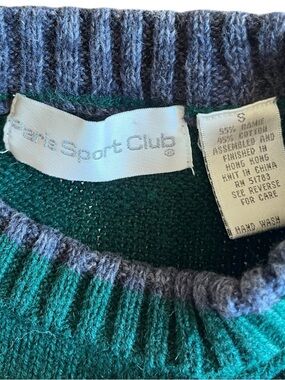 Paris Sport Club®
S
55% RAMIE
45% COTTON
ASSEMBLED AND
FINISHED IN
HONG KONG
KNIT IN CHINA
RN 51783
SEE REVERSE
FOR CARE
HAND WASH